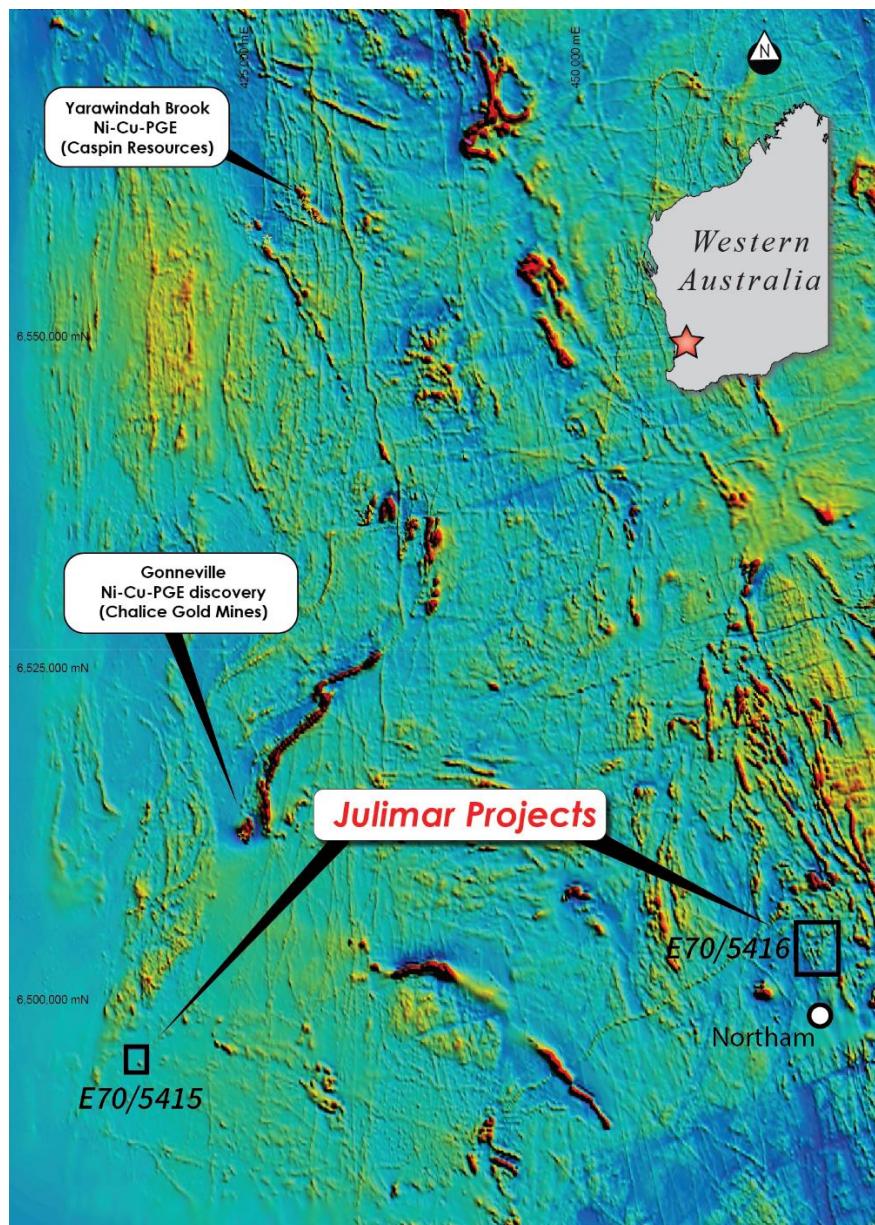 425,000 mE
450,000 mE
N
Yarawindah Brook
Ni-Cu-PGE
(Caspin Resources)
Western
Australia
6,550,000 mN
Gonneville
Ni-Cu-PGE discovery
(Chalice Gold Mines)
6,525,000 mN
Julimar Projects
E70/5416
6,500,000 mN
Northam
E70/5415